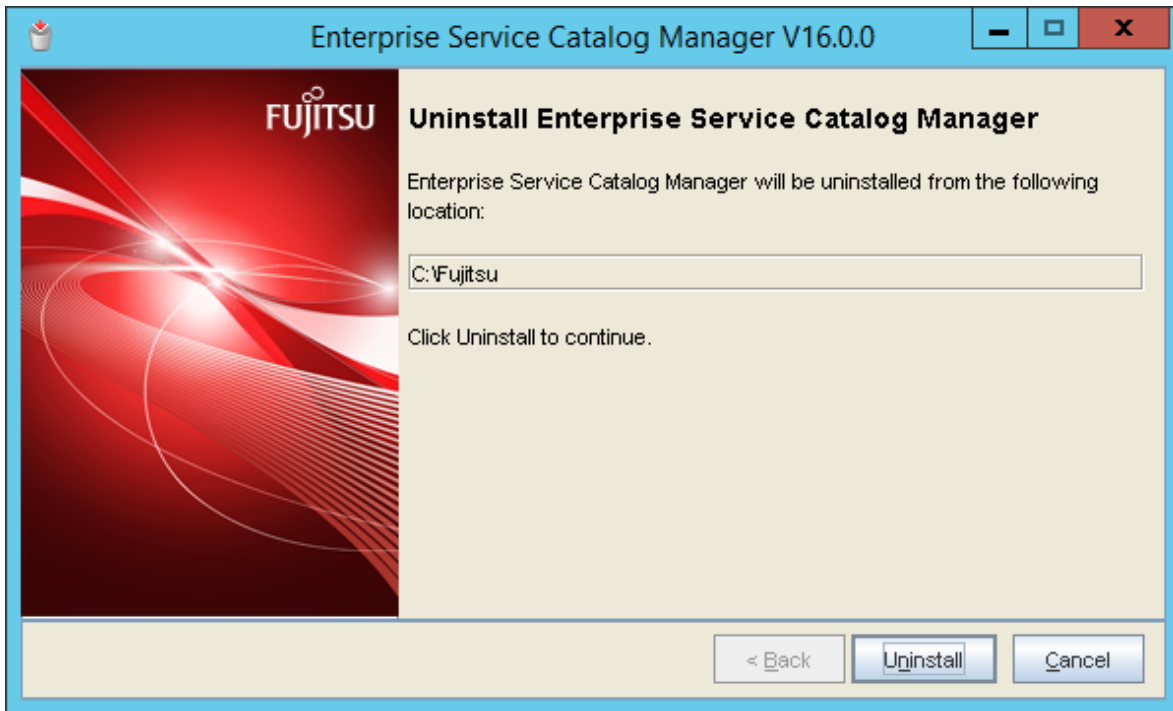 Enterprise Service Catalog Manager V16.0.0
FUJITSU
Uninstall Enterprise Service Catalog Manager
Enterprise Service Catalog Manager will be uninstalled from the following
location:
C:\Fujitsu
Click Uninstall to continue.
< Back
Uninstall
Cancel